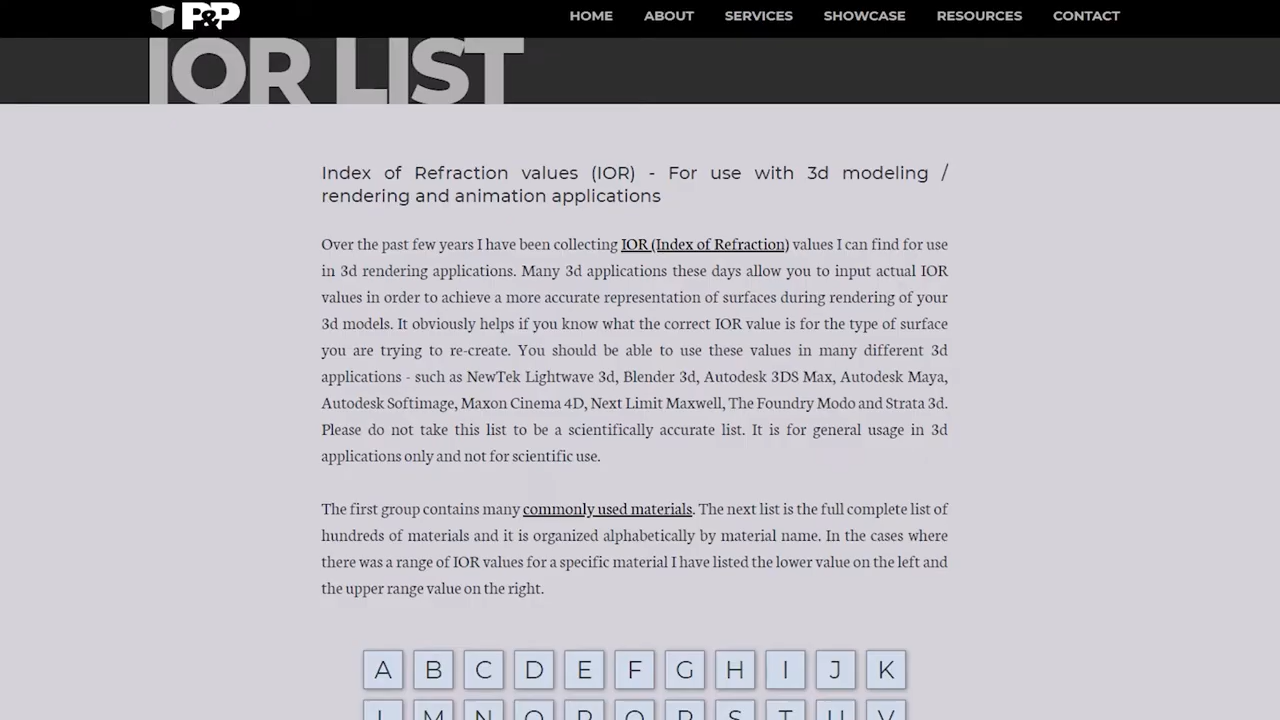 P&P
HOME ABOUT SERVICES SHOWCASE RESOURCES CONTACT
IOR LIST
Index of Refraction values (IOR) - For use with 3d modeling /
rendering and animation applications
Over the past few years I have been collecting IOR (Index of Refraction) values I can find for use
in 3d rendering applications. Many 3d applications these days allow you to input actual IOR
values in order to achieve a more accurate representation of surfaces during rendering of your
3d models. It obviously helps if you know what the correct IOR value is for the type of surface
you are trying to re-create. You should be able to use these values in many different 3d
applications - such as NewTek Lightwave 3d, Blender 3d, Autodesk 3DS Max, Autodesk Maya,
Autodesk Softimage, Maxon Cinema 4D, Next Limit Maxwell, The Foundry Modo and Strata 3d.
Please do not take this list to be a scientifically accurate list. It is for general usage in 3d
applications only and not for scientific use.
The first group contains many commonly used materials. The next list is the full complete list of
hundreds of materials and it is organized alphabetically by material name. In the cases where
there was a range of IOR values for a specific material I have listed the lower value on the left and
the upper range value on the right.
A B C D E F G H I J K
L M N O P Q R S T U V